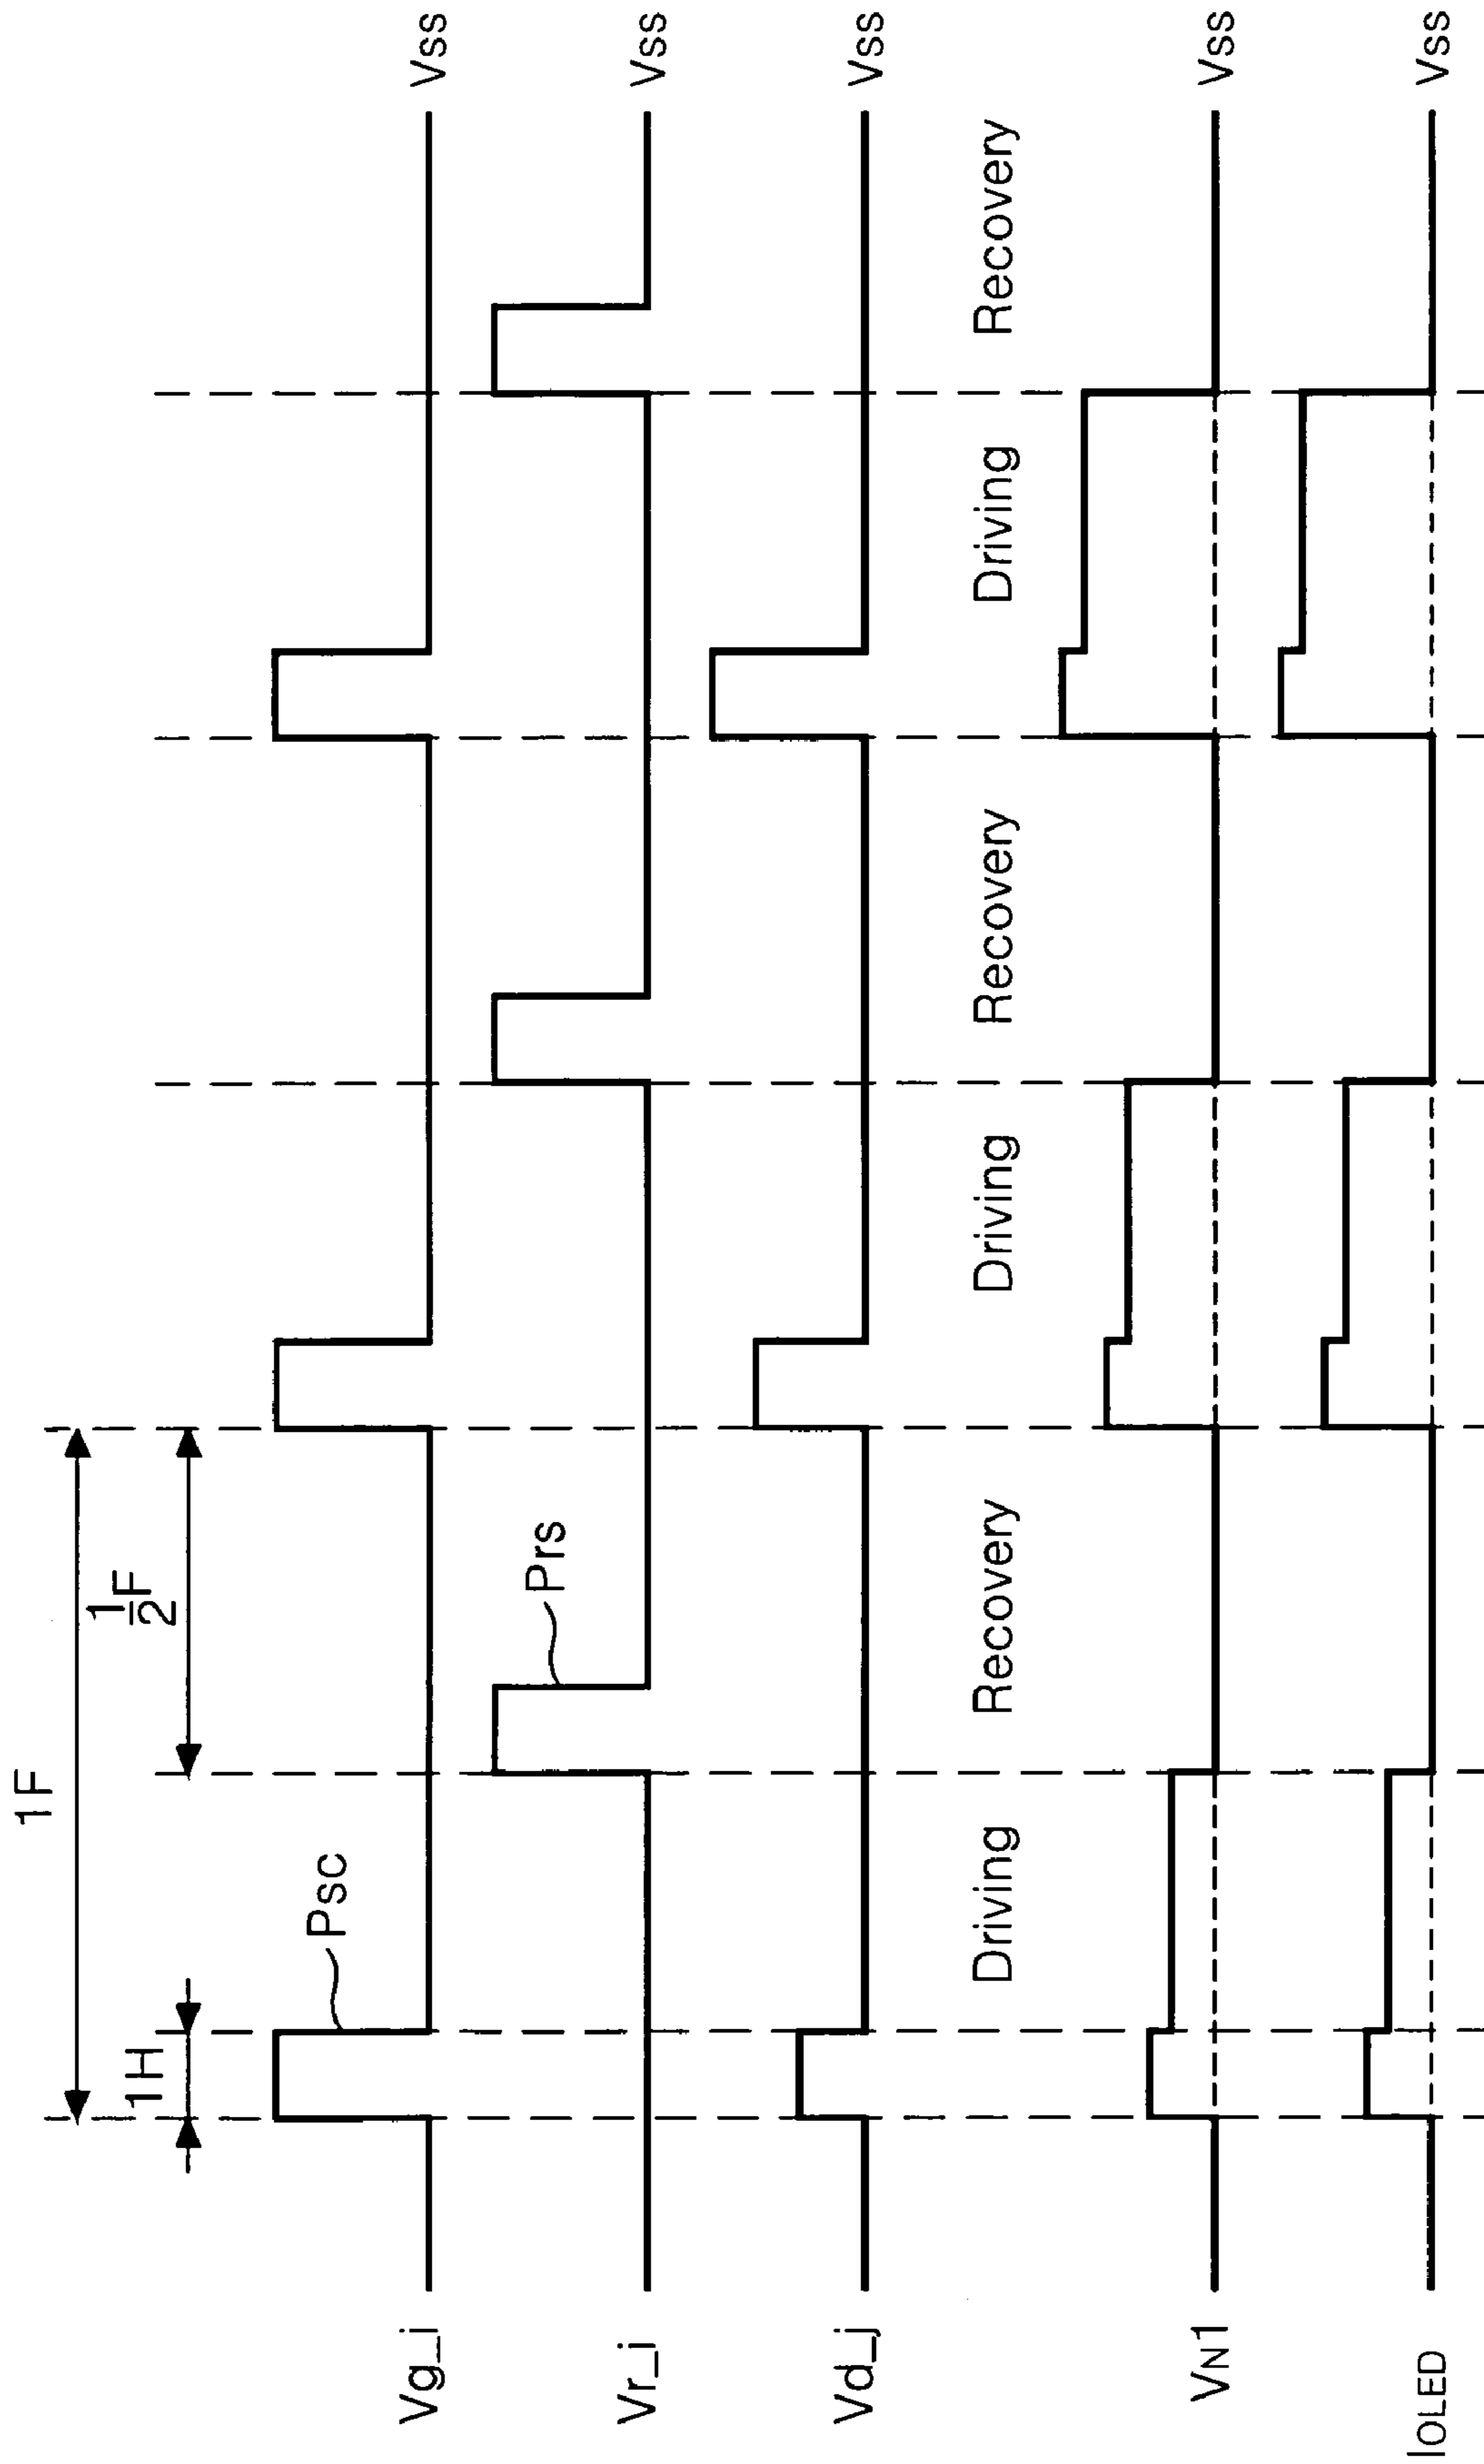 1F
1H
½F
Psc
Prs
Vg_i
Vss
Vr_i
Vss
Vd_j
Vss
Driving Recovery Driving Recovery Driving Recovery
VN1
Vss
IOLED
Vss